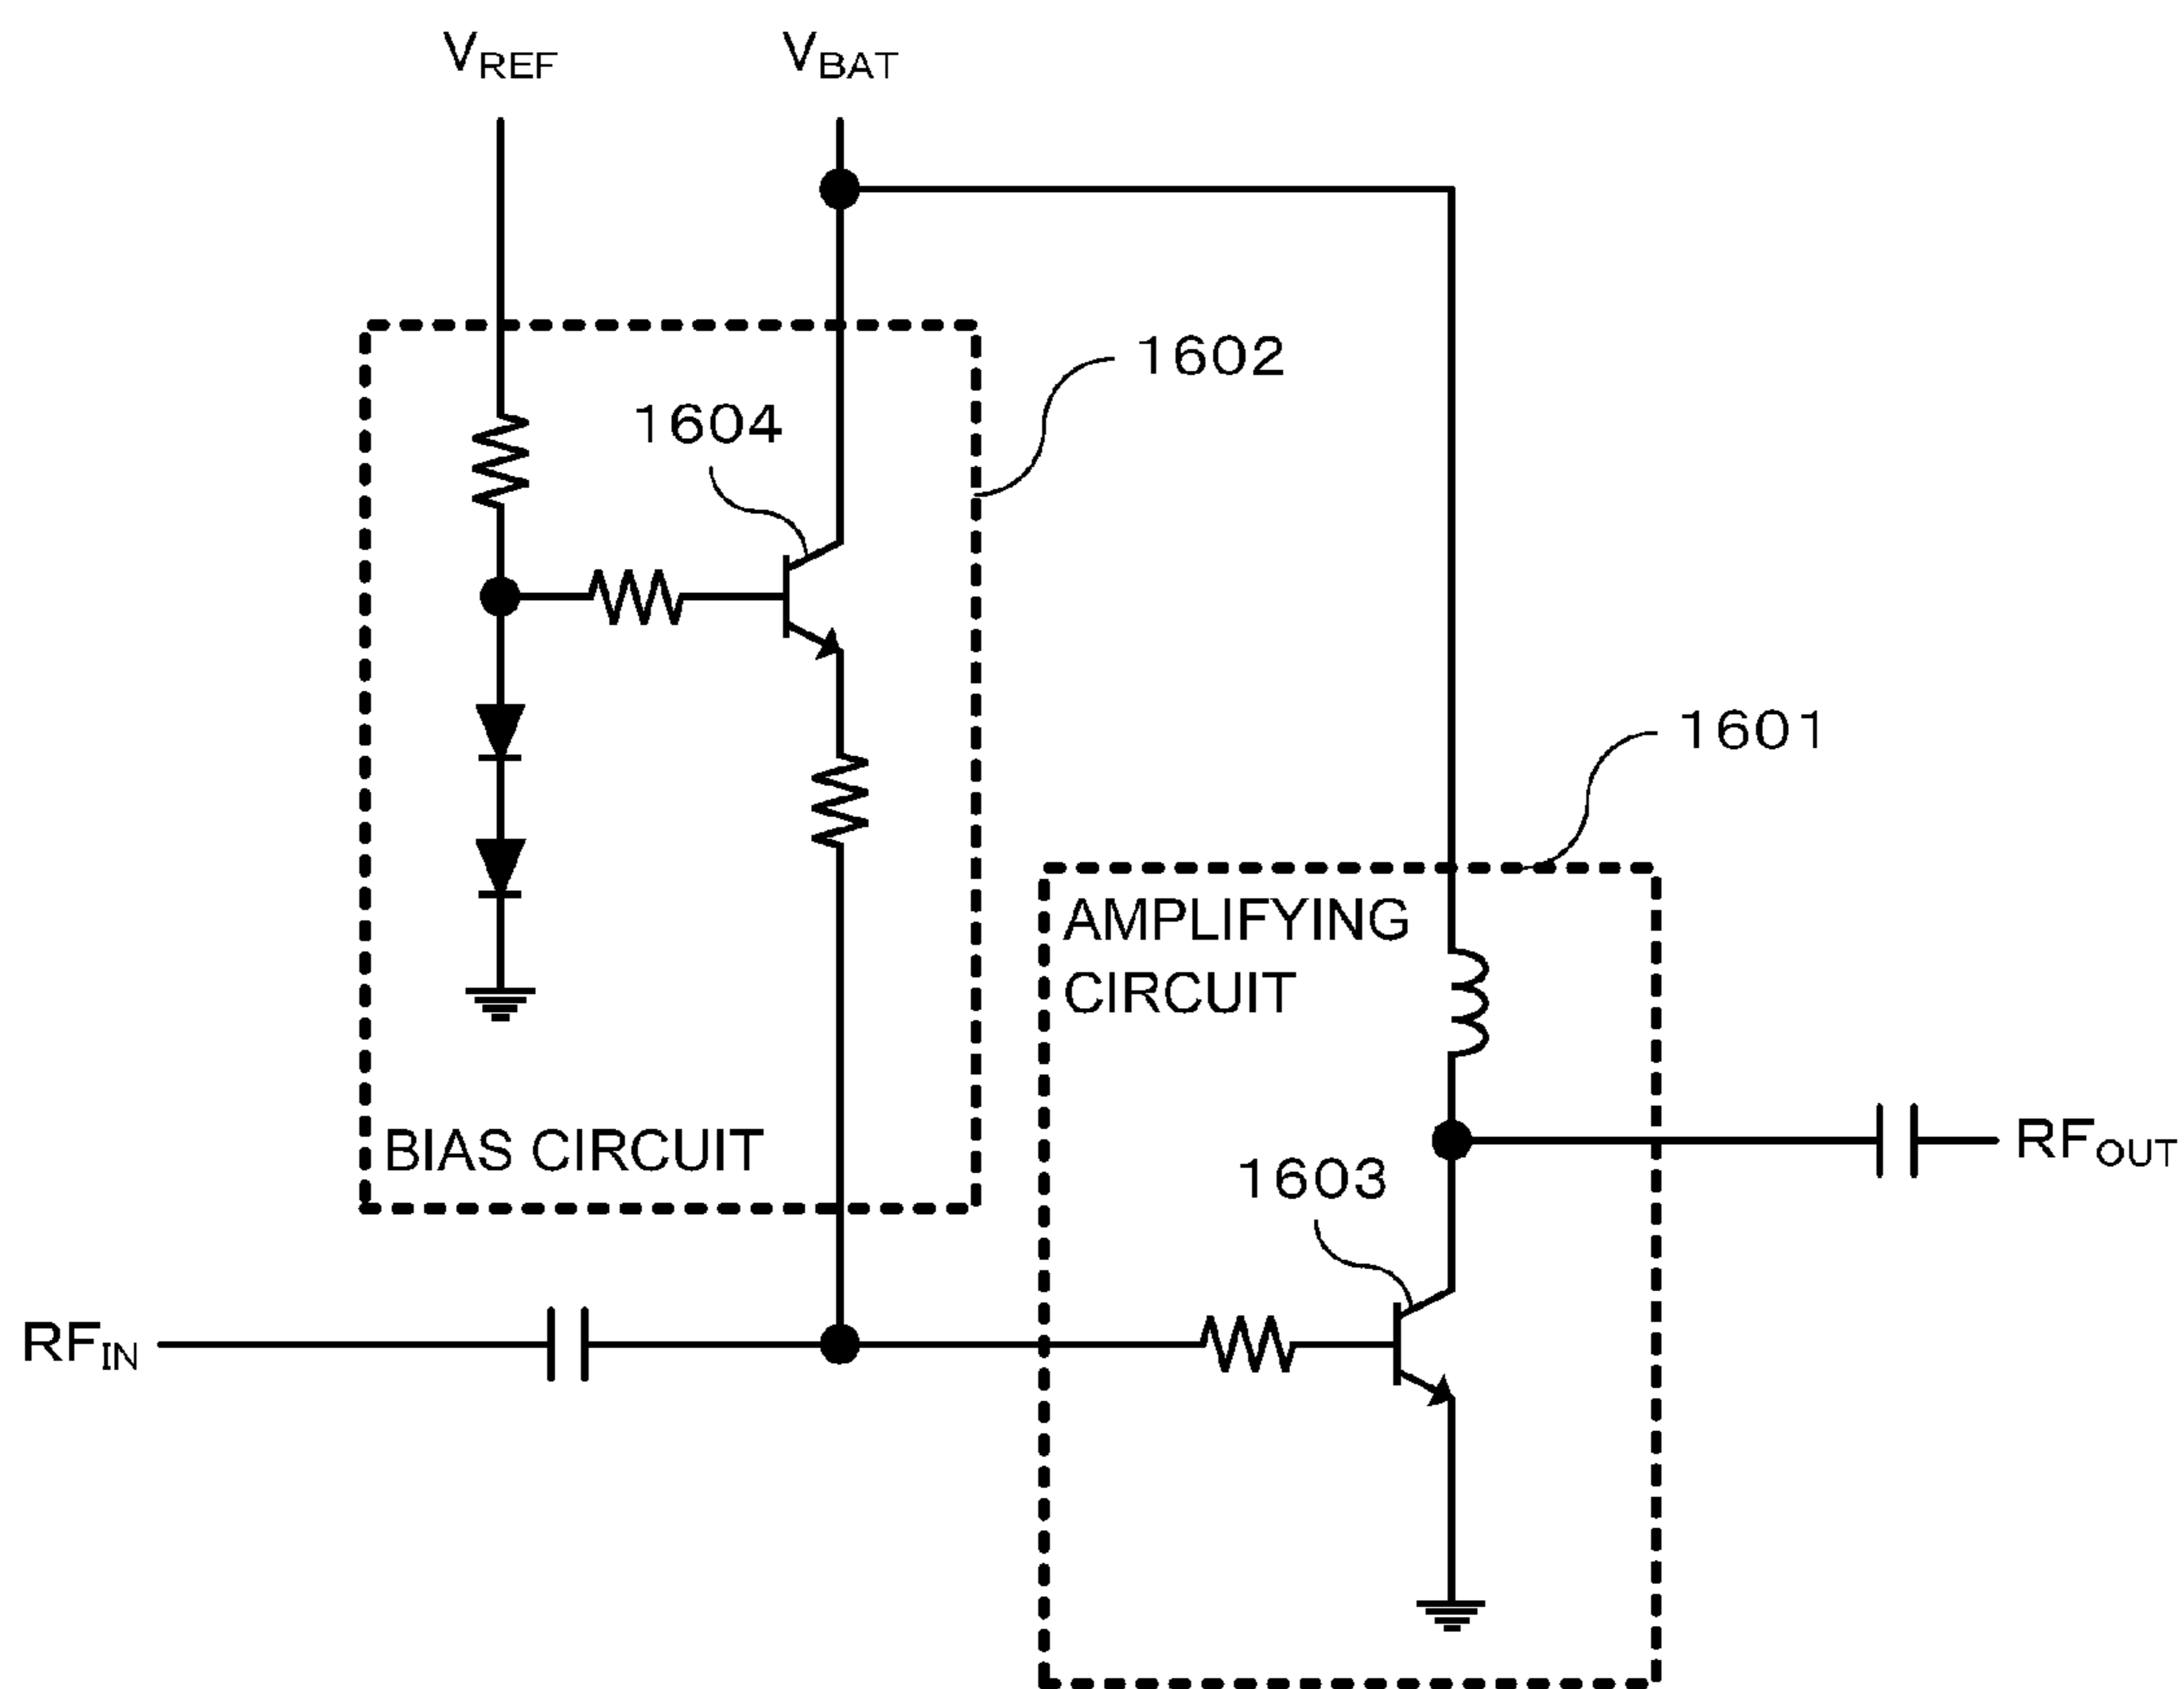 VREF
VBAT
1602
1604
1601
AMPLIFYING
CIRCUIT
BIAS CIRCUIT
RFOUT
1603
RFIN